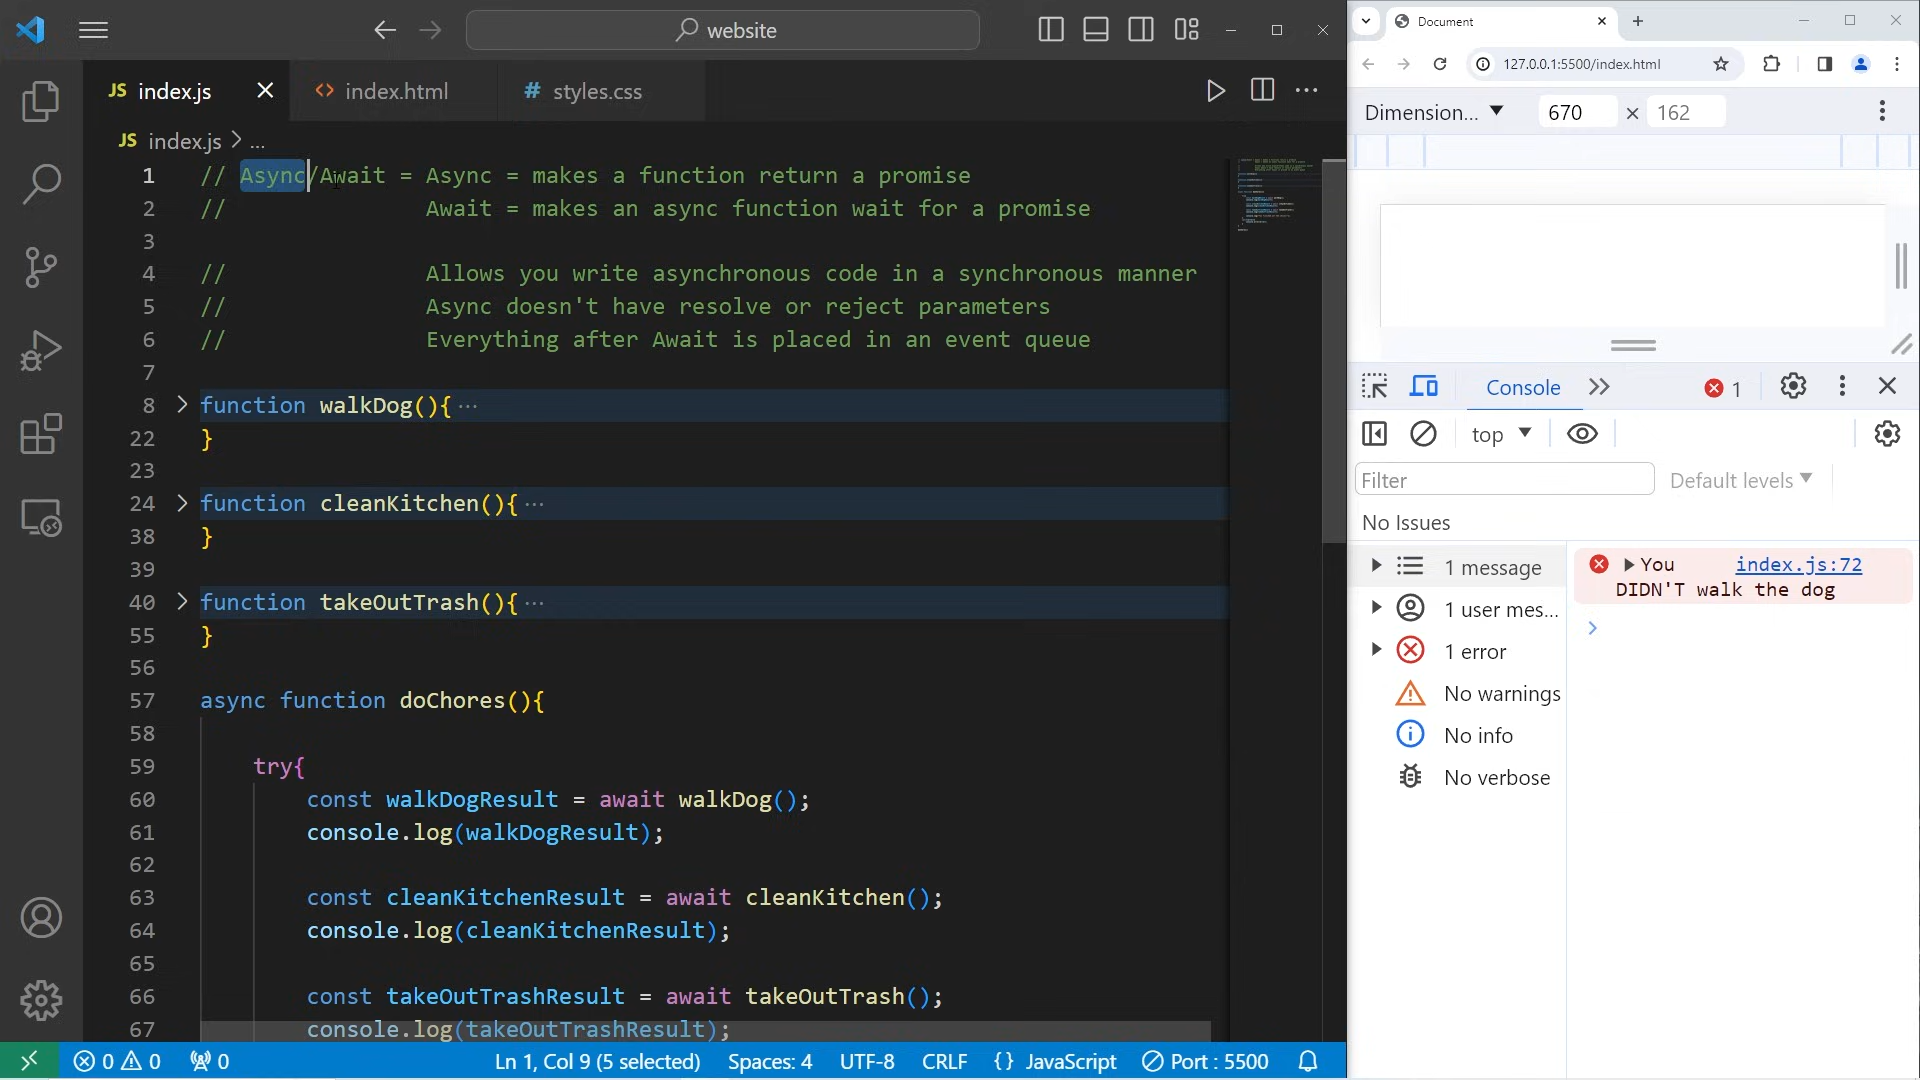 website
JS index.js
<> index.html
# styles.css
JS index.js > ...
1 // Async/Await = Async = makes a function return a promise
2 // Await = makes an async function wait for a promise
3
4 // Allows you write asynchronous code in a synchronous manner
5 // Async doesn't have resolve or reject parameters
6 // Everything after Await is placed in an event queue
7
8 function walkDog(){ ...
22 }
23
24 function cleanKitchen(){ ...
38 }
39
40 function takeOutTrash(){ ...
55 }
56
57 async function doChores(){
58
59 try{
60 const walkDogResult = await walkDog();
61 console.log(walkDogResult);
62
63 const cleanKitchenResult = await cleanKitchen();
64 console.log(cleanKitchenResult);
65
66 const takeOutTrashResult = await takeOutTrash();
67 console.log(takeOutTrashResult);
0 0 0 Ln 1, Col 9 (5 selected) Spaces: 4 UTF-8 CRLF {} JavaScript Port : 5500
Document
127.0.0.1:5500/index.html
Dimension... 670 × 162
Console 1
top
Filter
Default levels
No Issues
1 message
1 user mes...
1 error
No warnings
No info
No verbose
You index.js:72
DIDN'T walk the dog